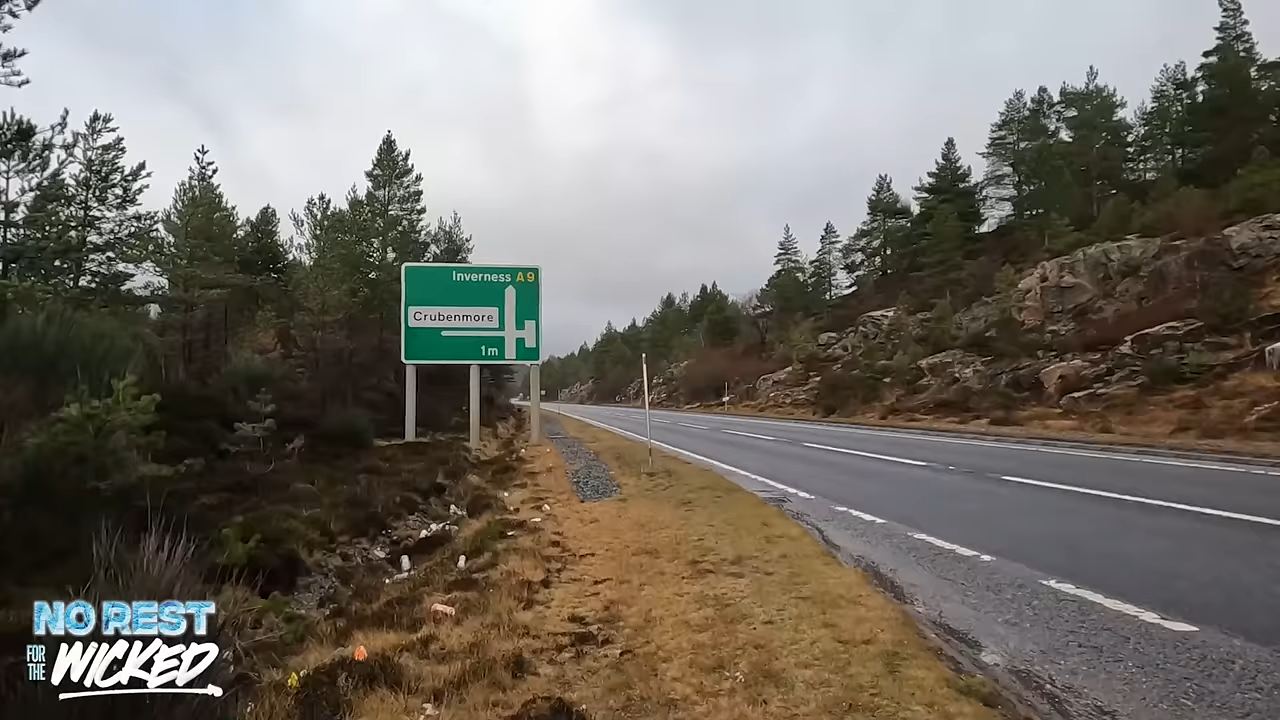 Inverness A9
Crubenmore
1m
NO REST
FOR THE WICKED